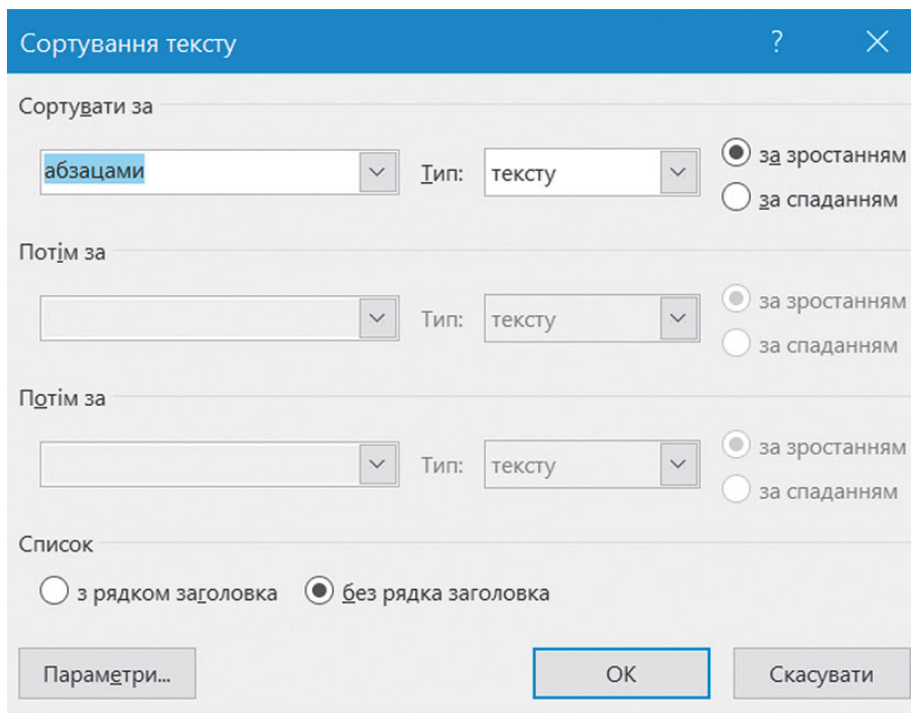 Сортування тексту ?
Сортувати за
абзацами Тип: тексту за зростанням
за спаданням
Потім за
Тип: тексту за зростанням
за спаданням
Потім за
Тип: тексту за зростанням
за спаданням
Список
з рядком заголовка без рядка заголовка
Параметри... ОК Скасувати